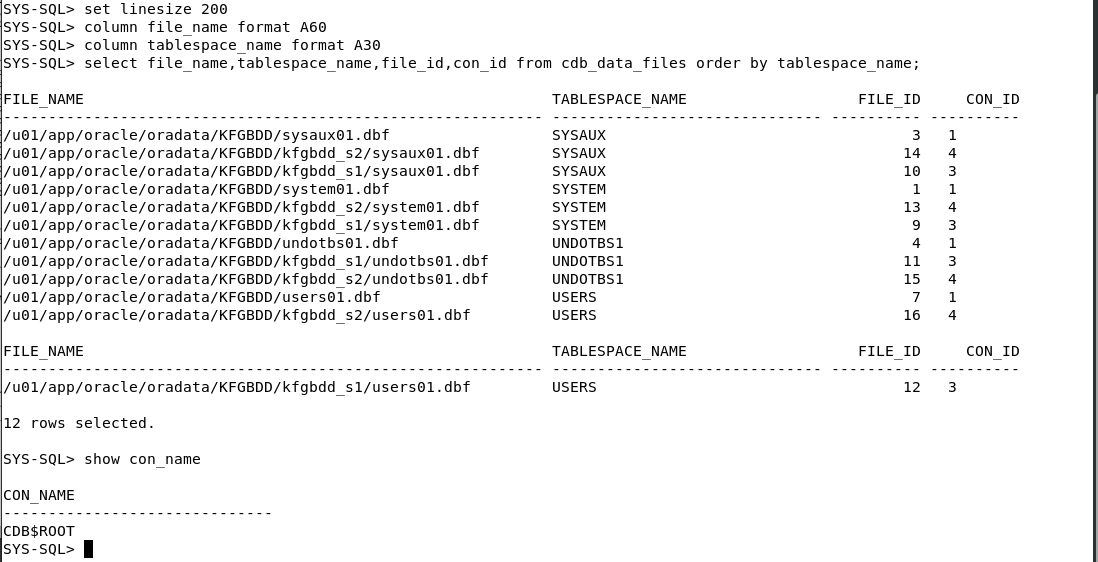 SYS-SQL> set linesize 200
SYS-SQL> column file_name format A60
SYS-SQL> column tablespace_name format A30
SYS-SQL> select file_name,tablespace_name,file_id,con_id from cdb_data_files order by tablespace_name;
FILE_NAME TABLESPACE_NAME FILE_ID CON_ID
------------------------------------------------------------ ------------------------------ ---------- ----------
/u01/app/oracle/oradata/KFGBDD/sysaux01.dbf SYSAUX 3 1
/u01/app/oracle/oradata/KFGBDD/kfgbdd_s2/sysaux01.dbf SYSAUX 14 4
/u01/app/oracle/oradata/KFGBDD/kfgbdd_s1/sysaux01.dbf SYSAUX 10 3
/u01/app/oracle/oradata/KFGBDD/system01.dbf SYSTEM 1 1
/u01/app/oracle/oradata/KFGBDD/kfgbdd_s2/system01.dbf SYSTEM 13 4
/u01/app/oracle/oradata/KFGBDD/kfgbdd_s1/system01.dbf SYSTEM 9 3
/u01/app/oracle/oradata/KFGBDD/undotbs01.dbf UNDOTBS1 4 1
/u01/app/oracle/oradata/KFGBDD/kfgbdd_s1/undotbs01.dbf UNDOTBS1 11 3
/u01/app/oracle/oradata/KFGBDD/kfgbdd_s2/undotbs01.dbf UNDOTBS1 15 4
/u01/app/oracle/oradata/KFGBDD/users01.dbf USERS 7 1
/u01/app/oracle/oradata/KFGBDD/kfgbdd_s2/users01.dbf USERS 16 4
FILE_NAME TABLESPACE_NAME FILE_ID CON_ID
------------------------------------------------------------ ------------------------------ ---------- ----------
/u01/app/oracle/oradata/KFGBDD/kfgbdd_s1/users01.dbf USERS 12 3
12 rows selected.
SYS-SQL> show con_name
CON_NAME
------------------------------
CDB$ROOT
SYS-SQL>